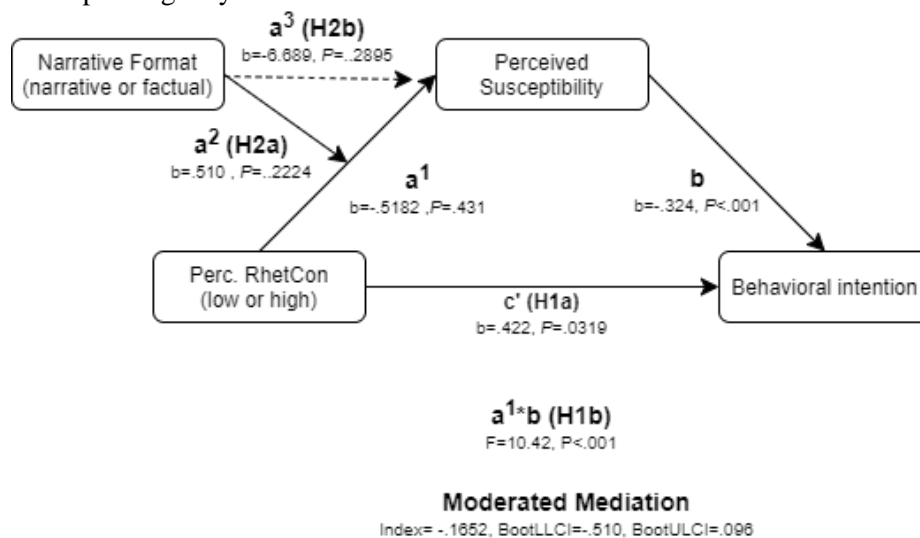 a³ (H2b)
b=-6.689, P=..2895
Narrative Format
(narrative or factual)
Perceived
Susceptibility
a² (H2a)
b=.510 , P=..2224
a¹
b=-.5182 ,P=.431
b
b=-.324, P<.001
Perc. RhetCon
(low or high)
Behavioral intention
c' (H1a)
b=.422, P=.0319
a¹*b (H1b)
F=10.42, P<.001
Moderated Mediation
Index= -.1652, BootLLCI=-.510, BootULCI=.096